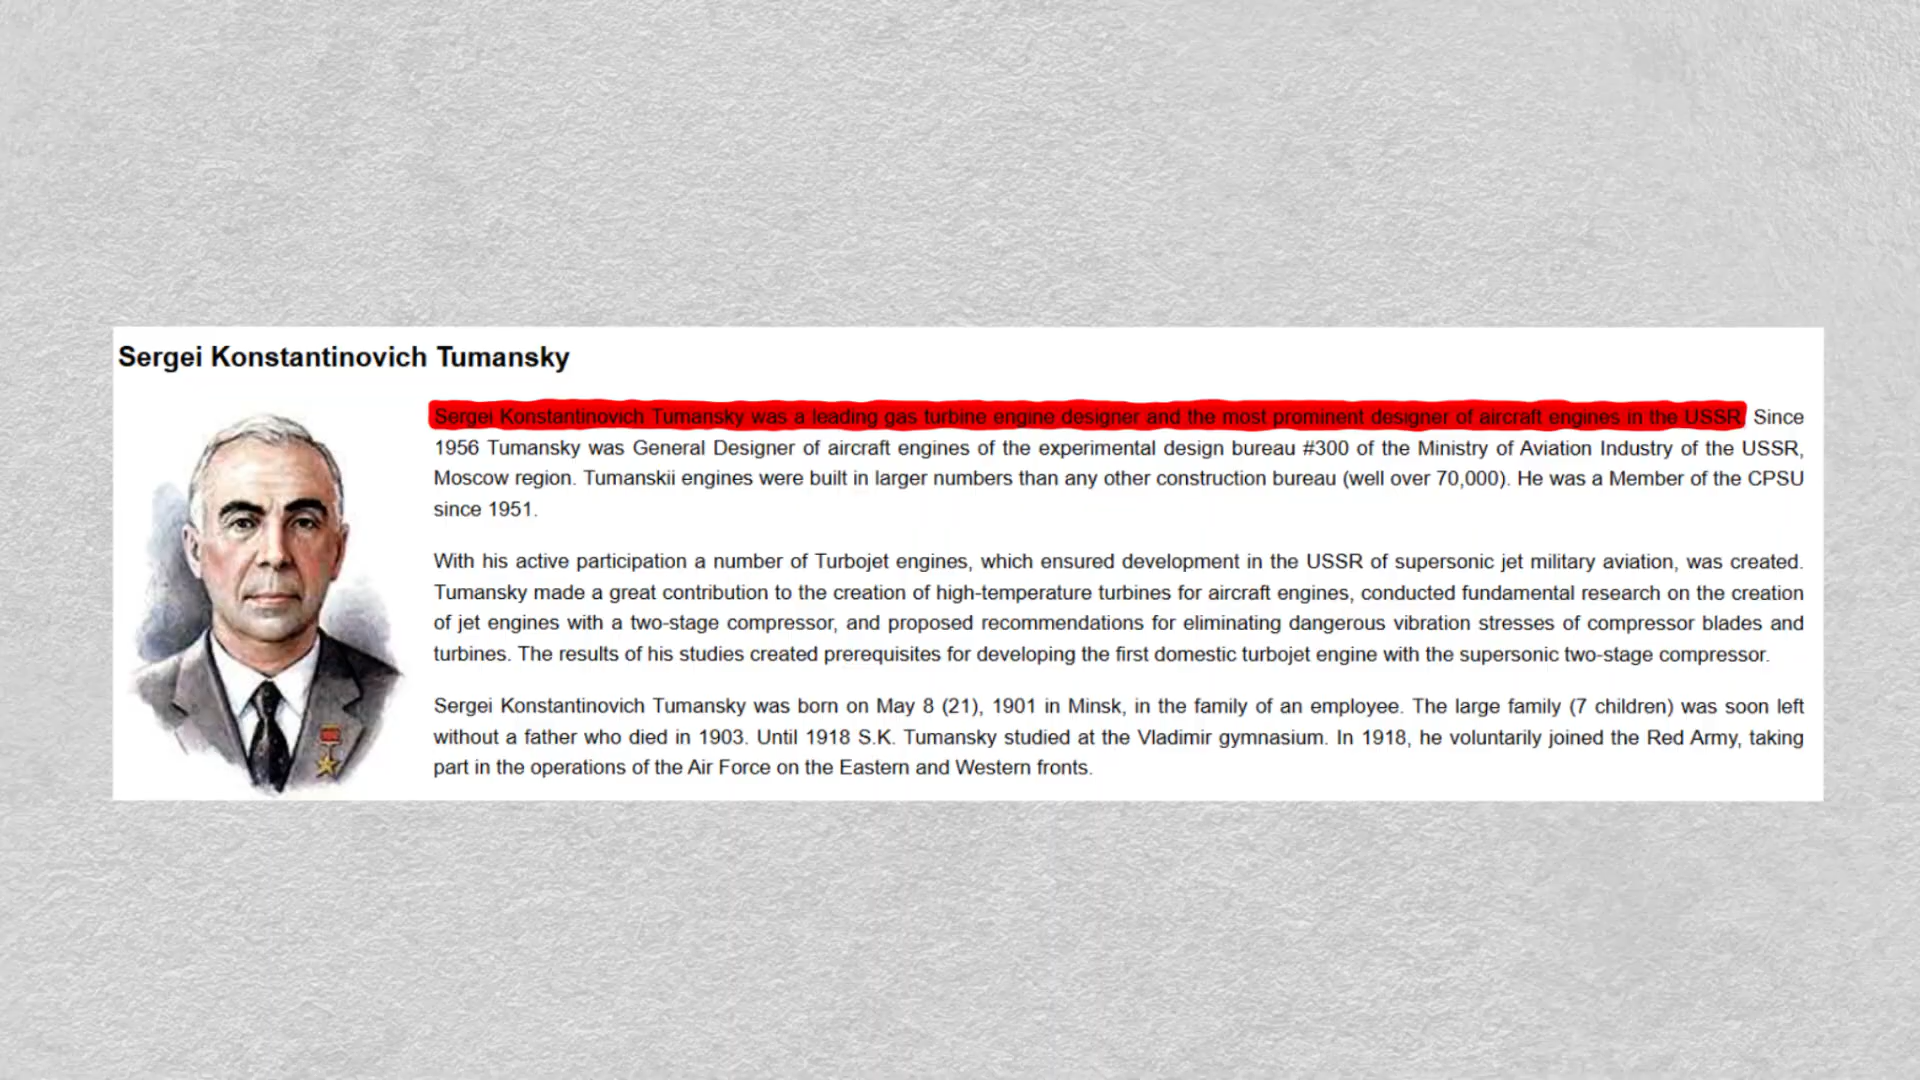 Sergei Konstantinovich Tumansky
Sergei Konstantinovich Tumansky was a leading gas turbine engine designer and the most prominent designer of aircraft engines in the USSR. Since
1956 Tumansky was General Designer of aircraft engines of the experimental design bureau #300 of the Ministry of Aviation Industry of the USSR,
Moscow region. Tumanskii engines were built in larger numbers than any other construction bureau (well over 70,000). He was a Member of the CPSU
since 1951.
With his active participation a number of Turbojet engines, which ensured development in the USSR of supersonic jet military aviation, was created.
Tumansky made a great contribution to the creation of high-temperature turbines for aircraft engines, conducted fundamental research on the creation
of jet engines with a two-stage compressor, and proposed recommendations for eliminating dangerous vibration stresses of compressor blades and
turbines. The results of his studies created prerequisites for developing the first domestic turbojet engine with the supersonic two-stage compressor.
Sergei Konstantinovich Tumansky was born on May 8 (21), 1901 in Minsk, in the family of an employee. The large family (7 children) was soon left
without a father who died in 1903. Until 1918 S.K. Tumansky studied at the Vladimir gymnasium. In 1918, he voluntarily joined the Red Army, taking
part in the operations of the Air Force on the Eastern and Western fronts.